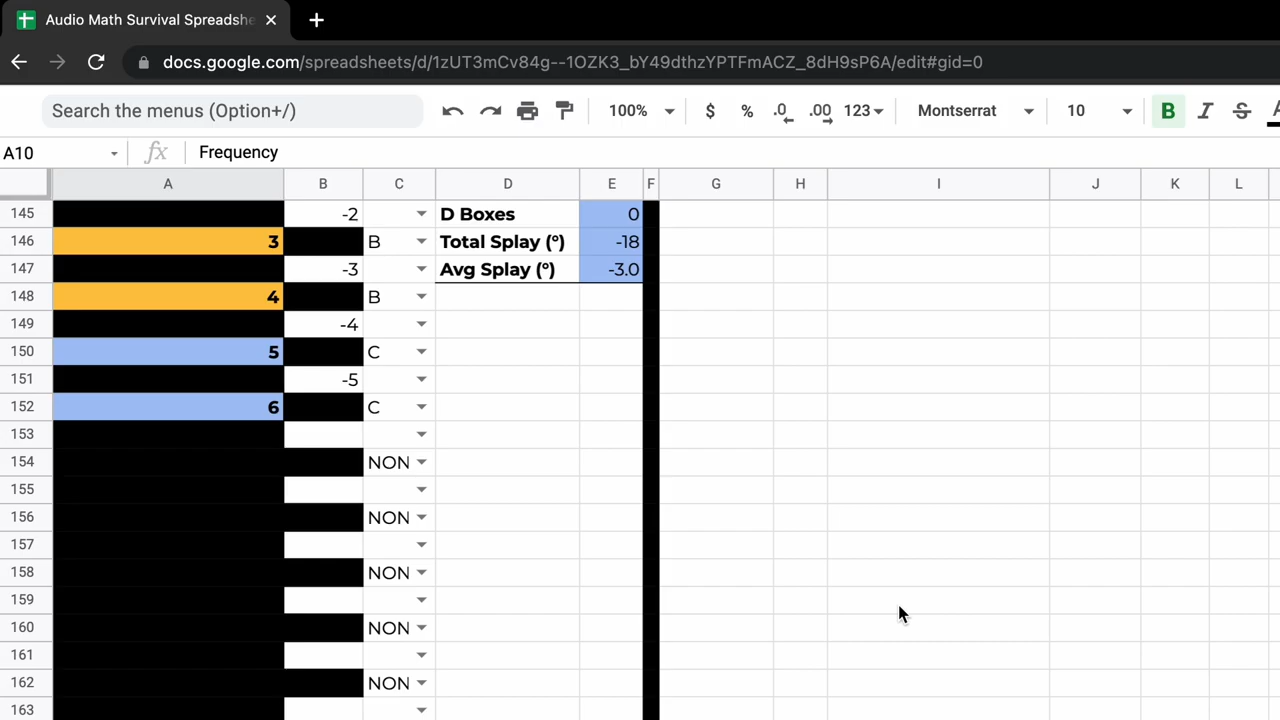 Audio Math Survival Spreadshe
docs.google.com/spreadsheets/d/1zUT3mCv84g--1OZK3_bY49dthzYPTFmACZ_8dH9sP6A/edit#gid=0
Search the menus (Option+/) 100% $ % .0 .00 123 Montserrat 10 B I S A
A10 fx Frequency
A B C D E F G H I J K L
145 -2 D Boxes 0
146 3 B Total Splay (°) -18
147 -3 Avg Splay (°) -3.0
148 4 B
149 -4
150 5 C
151 -5
152 6 C
153
154 NON
155
156 NON
157
158 NON
159
160 NON
161
162 NON
163